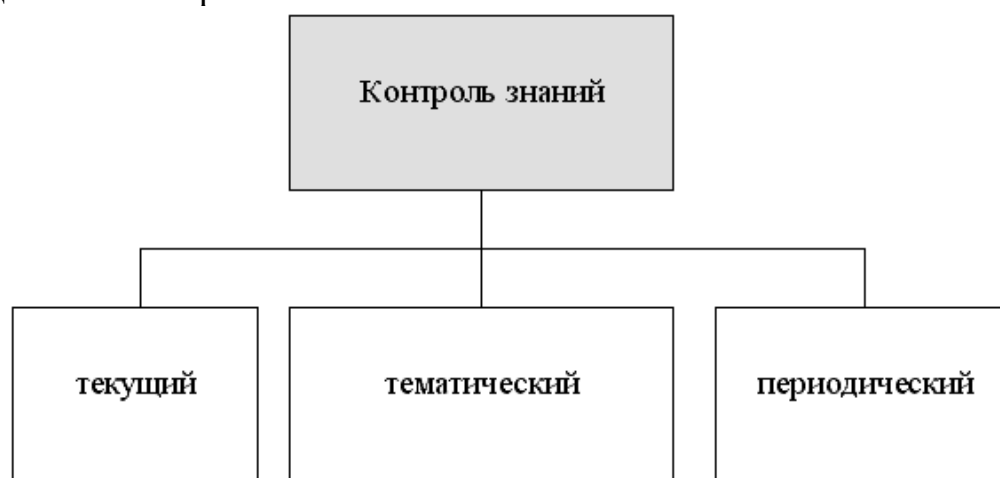 Контроль знаний
текущий
тематический
периодический